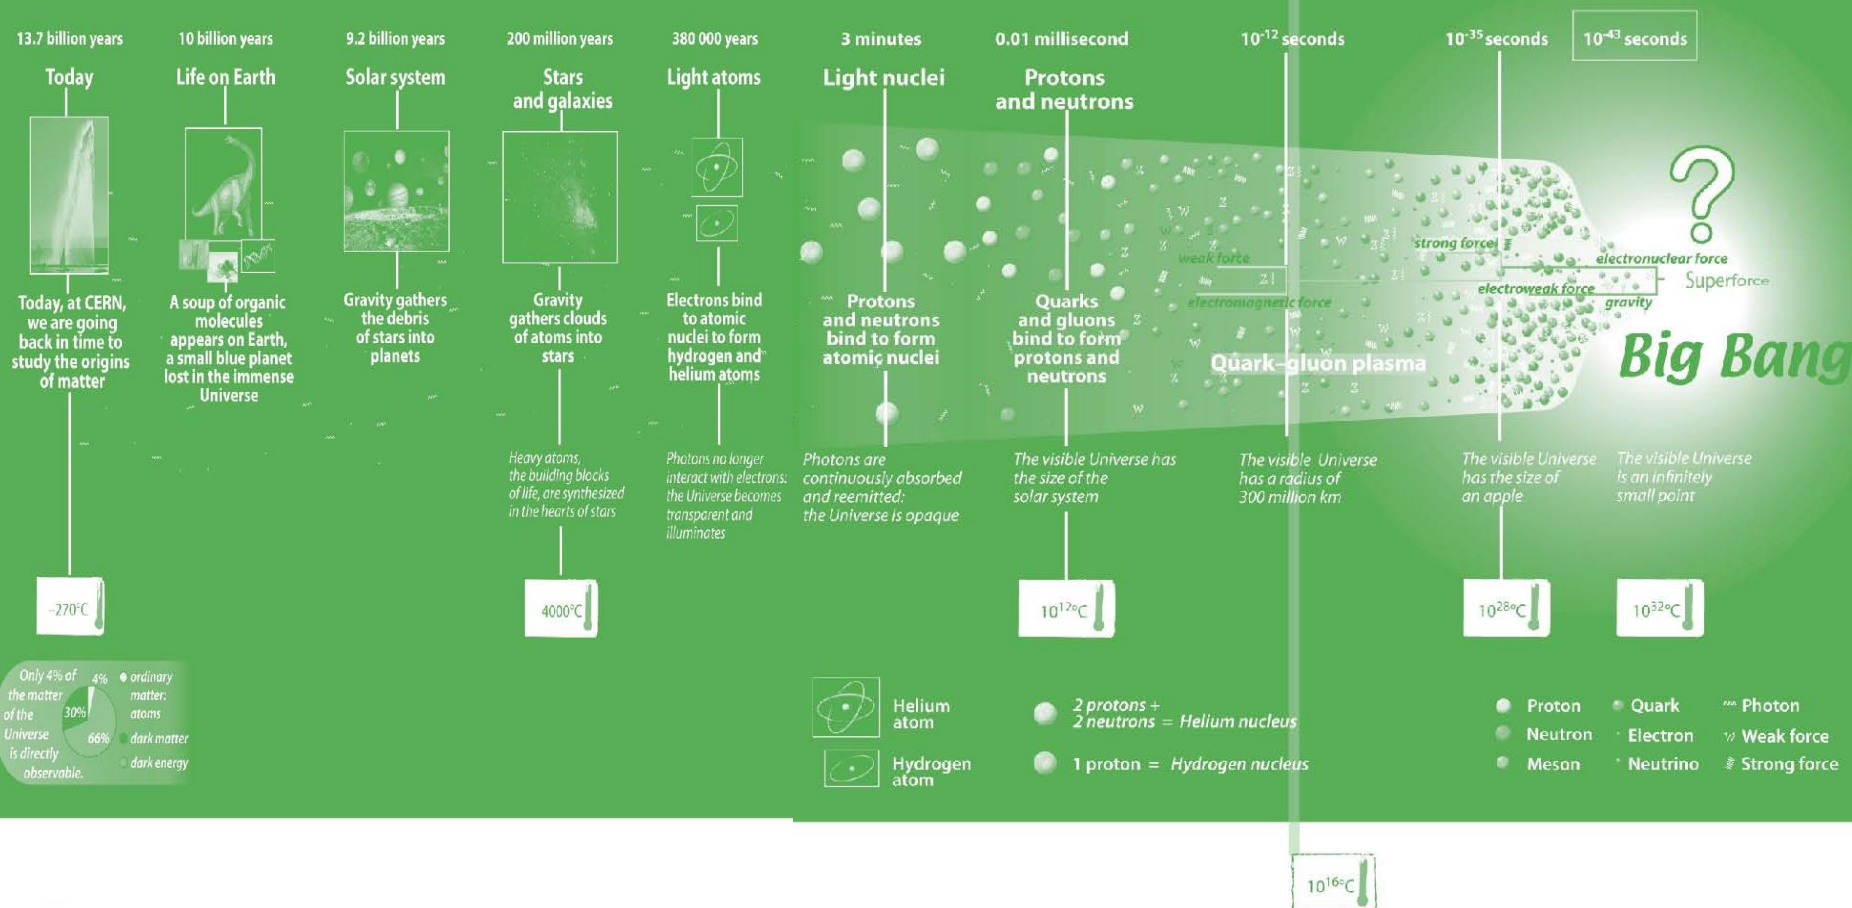 13.7 billion years
Today
Today, at CERN,
we are going
back in time to
study the origins
of matter
-270°C
10 billion years
Life on Earth
A soup of organic
molecules
appears on Earth,
a small blue planet
lost in the immense
Universe
9.2 billion years
Solar system
Gravity gathers
the debris
of stars into
planets
200 million years
Stars
and galaxies
Gravity
gathers clouds
of atoms into
stars
Heavy atoms,
the building blocks
of life, are synthesized
in the hearts of stars
4000°C
380 000 years
Light atoms
Electrons bind
to atomic
nuclei to form
hydrogen and
helium atoms
Photons no longer
interact with electrons:
the Universe becomes
transparent and
illuminates
3 minutes
Light nuclei
Protons
and neutrons
bind to form
atomic nuclei
Photons are
continuously absorbed
and reemitted:
the Universe is opaque
0.01 millisecond
Protons
and neutrons
Quarks
and gluons
bind to form
protons and
neutrons
The visible Universe has
the size of the
solar system
10¹²°C
10⁻¹² seconds
weak forte
electromagnetic force
Quark–gluon plasma
The visible Universe
has a radius of
300 million km
10⁻³⁵ seconds
strong force
electroweak force
The visible Universe
has the size of
an apple
10²⁸°C
10⁻⁴³ seconds
?
electronuclear force
Superforce
gravity
Big Bang
The visible Universe
is an infinitely
small point
10³²°C
Only 4% of
the matter
of the
Universe
is directly
observable.
4%
30%
66%
ordinary
matter:
atoms
dark matter
dark energy
Helium
atom
Hydrogen
atom
2 protons +
2 neutrons = Helium nucleus
1 proton = Hydrogen nucleus
Proton
Neutron
Meson
Quark
Electron
Neutrino
Photon
W Weak force
Strong force
10¹⁶°C